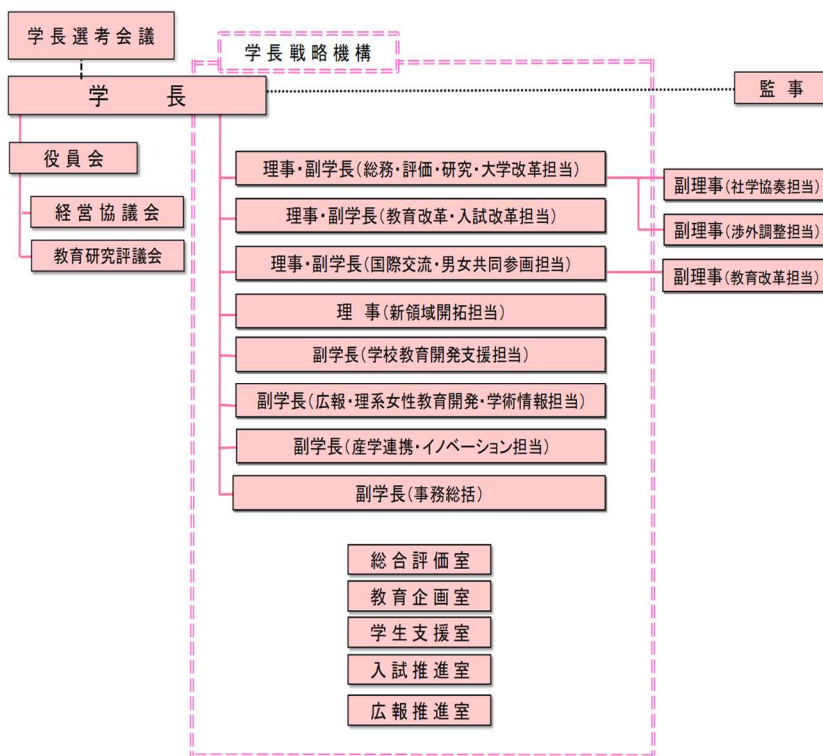 学長選考会議
学長戦略機構
学長
監事
役員会
経営協議会
教育研究評議会
理事・副学長(総務・評価・研究・大学改革担当)
理事・副学長(教育改革・入試改革担当)
理事・副学長(国際交流・男女共同参画担当)
理事(新領域開拓担当)
副学長(学校教育開発支援担当)
副学長(広報・理系女性教育開発・学術情報担当)
副学長(産学連携・イノベーション担当)
副学長(事務総括)
副理事(社学協奏担当)
副理事(渉外調整担当)
副理事(教育改革担当)
総合評価室
教育企画室
学生支援室
入試推進室
広報推進室